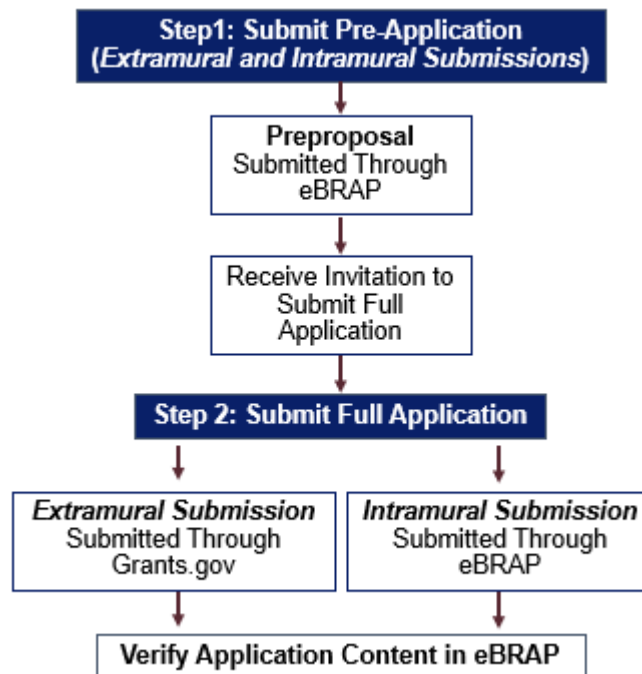 Step1: Submit Pre-Application
(Extramural and Intramural Submissions)
Preproposal
Submitted Through
eBRAP
Receive Invitation to
Submit Full
Application
Step 2: Submit Full Application
Extramural Submission
Submitted Through
Grants.gov
Intramural Submission
Submitted Through
eBRAP
Verify Application Content in eBRAP